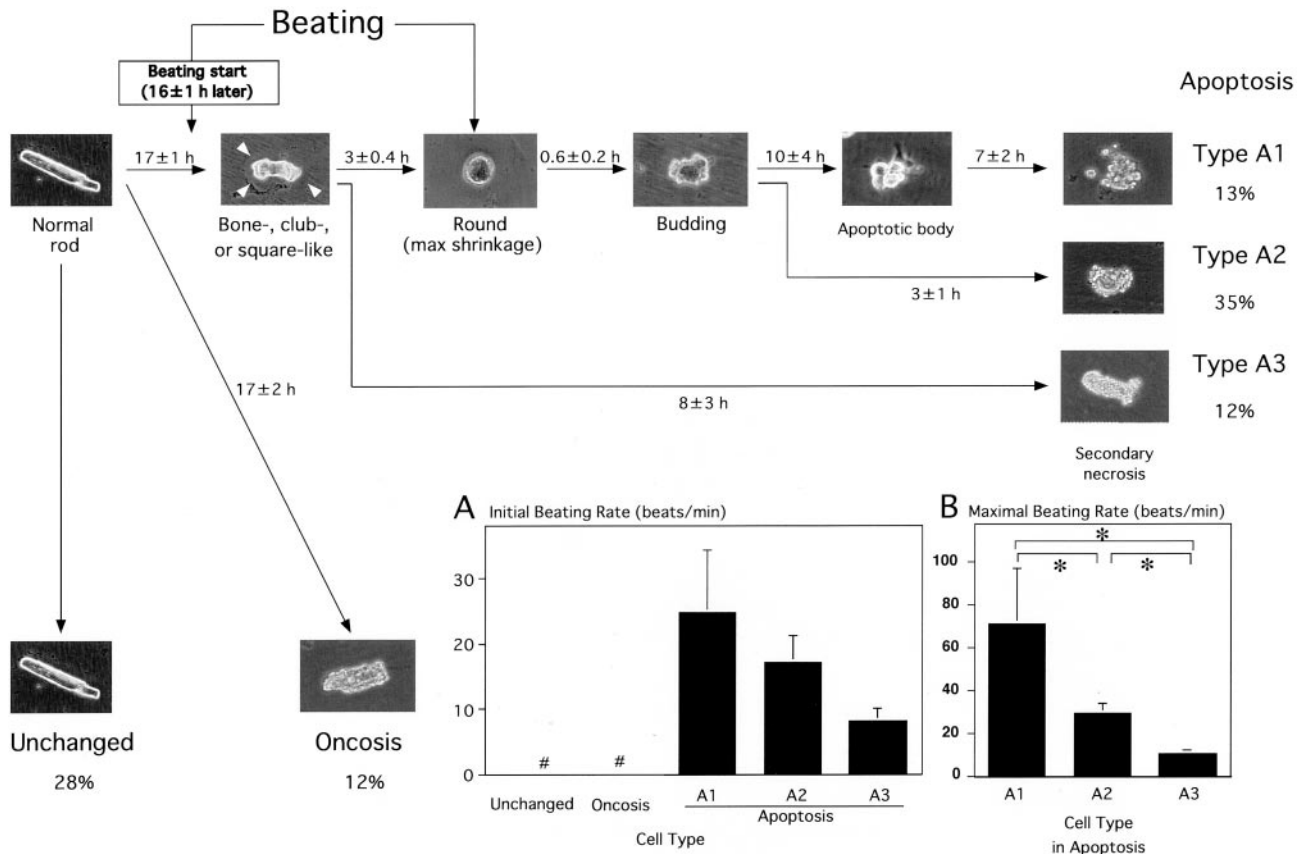 Beating
Beating start
(16±1 h later)
Apoptosis
17±1 h
3±0.4 h
0.6±0.2 h
10±4 h
7±2 h
Type A1
13%
Normal
rod
Bone-, club-,
or square-like
Round
(max shrinkage)
Budding
Apoptotic body
3±1 h
Type A2
35%
17±2 h
8±3 h
Type A3
12%
Secondary
necrosis
Unchanged
28%
Oncosis
12%
A Initial Beating Rate (beats/min)
30
20
10
0
# #
Unchanged Oncosis A1 A2 A3
Apoptosis
Cell Type
B Maximal Beating Rate (beats/min)
*
* *
100
80
60
40
20
0
A1 A2 A3
Cell Type
in Apoptosis